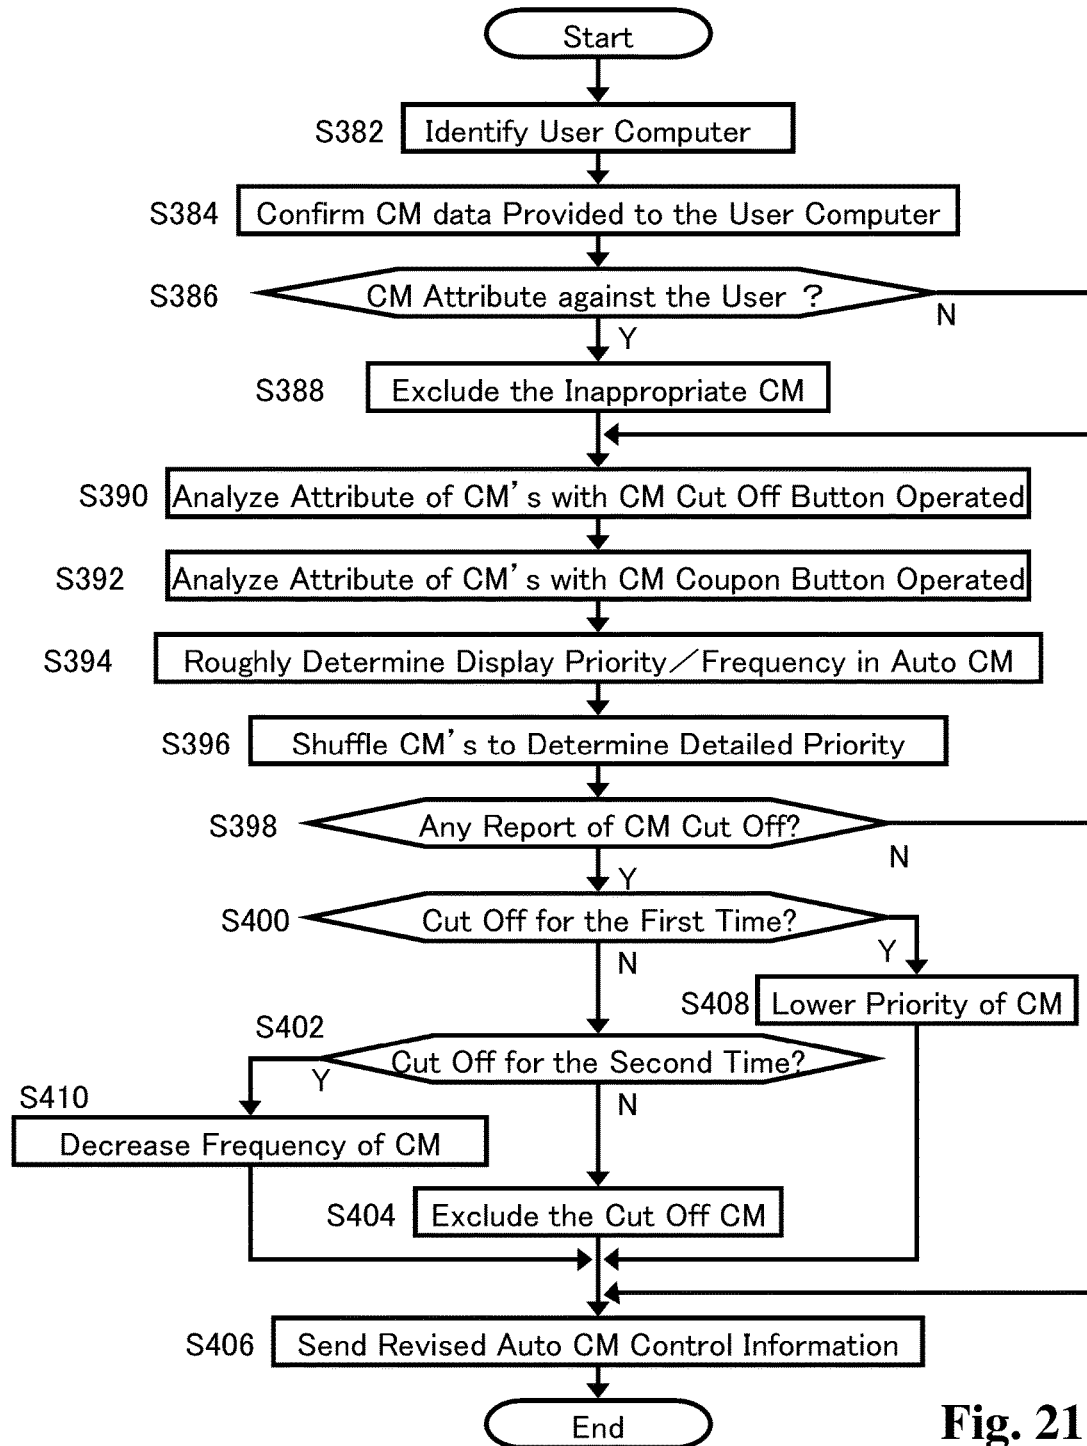 Start
S382 Identify User Computer
S384 Confirm CM data Provided to the User Computer
S386 CM Attribute against the User ?
N
Y
S388 Exclude the Inappropriate CM
S390 Analyze Attribute of CM's with CM Cut Off Button Operated
S392 Analyze Attribute of CM's with CM Coupon Button Operated
S394 Roughly Determine Display Priority/Frequency in Auto CM
S396 Shuffle CM's to Determine Detailed Priority
S398 Any Report of CM Cut Off?
N
Y
S400 Cut Off for the First Time?
Y
N
S408 Lower Priority of CM
S402 Cut Off for the Second Time?
Y
N
S410
Decrease Frequency of CM
S404 Exclude the Cut Off CM
S406 Send Revised Auto CM Control Information
End
Fig. 21